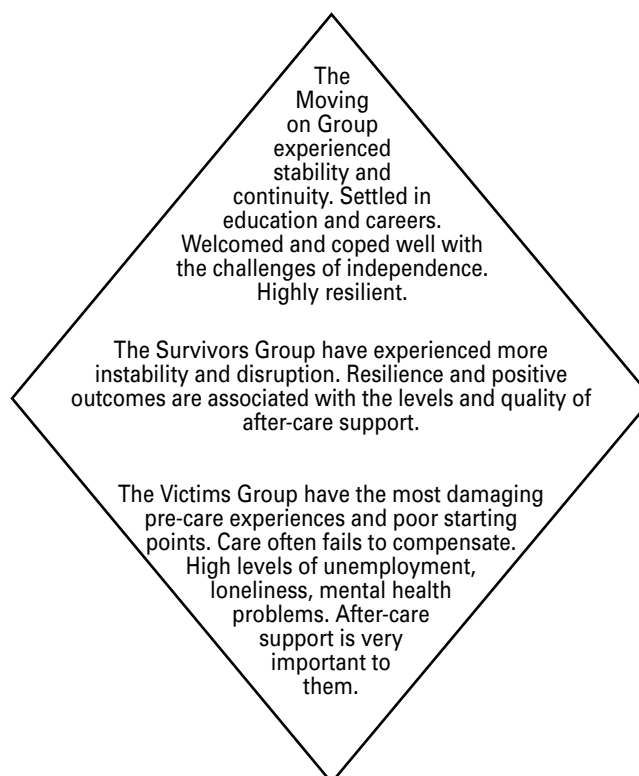 The
Moving
on Group
experienced
stability and
continuity. Settled in
education and careers.
Welcomed and coped well with
the challenges of independence.
Highly resilient.
The Survivors Group have experienced more
instability and disruption. Resilience and positive
outcomes are associated with the levels and quality of
after-care support.
The Victims Group have the most damaging
pre-care experiences and poor starting
points. Care often fails to compensate.
High levels of unemployment,
loneliness, mental health
problems. After-care
support is very
important to
them.